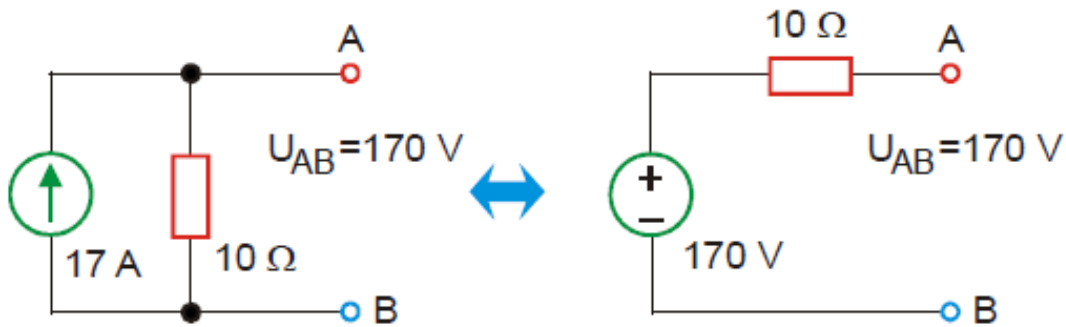 10 Ω
A
A
U_AB=170 V
U_AB=170 V
+
–
17 A
10 Ω
170 V
B
B